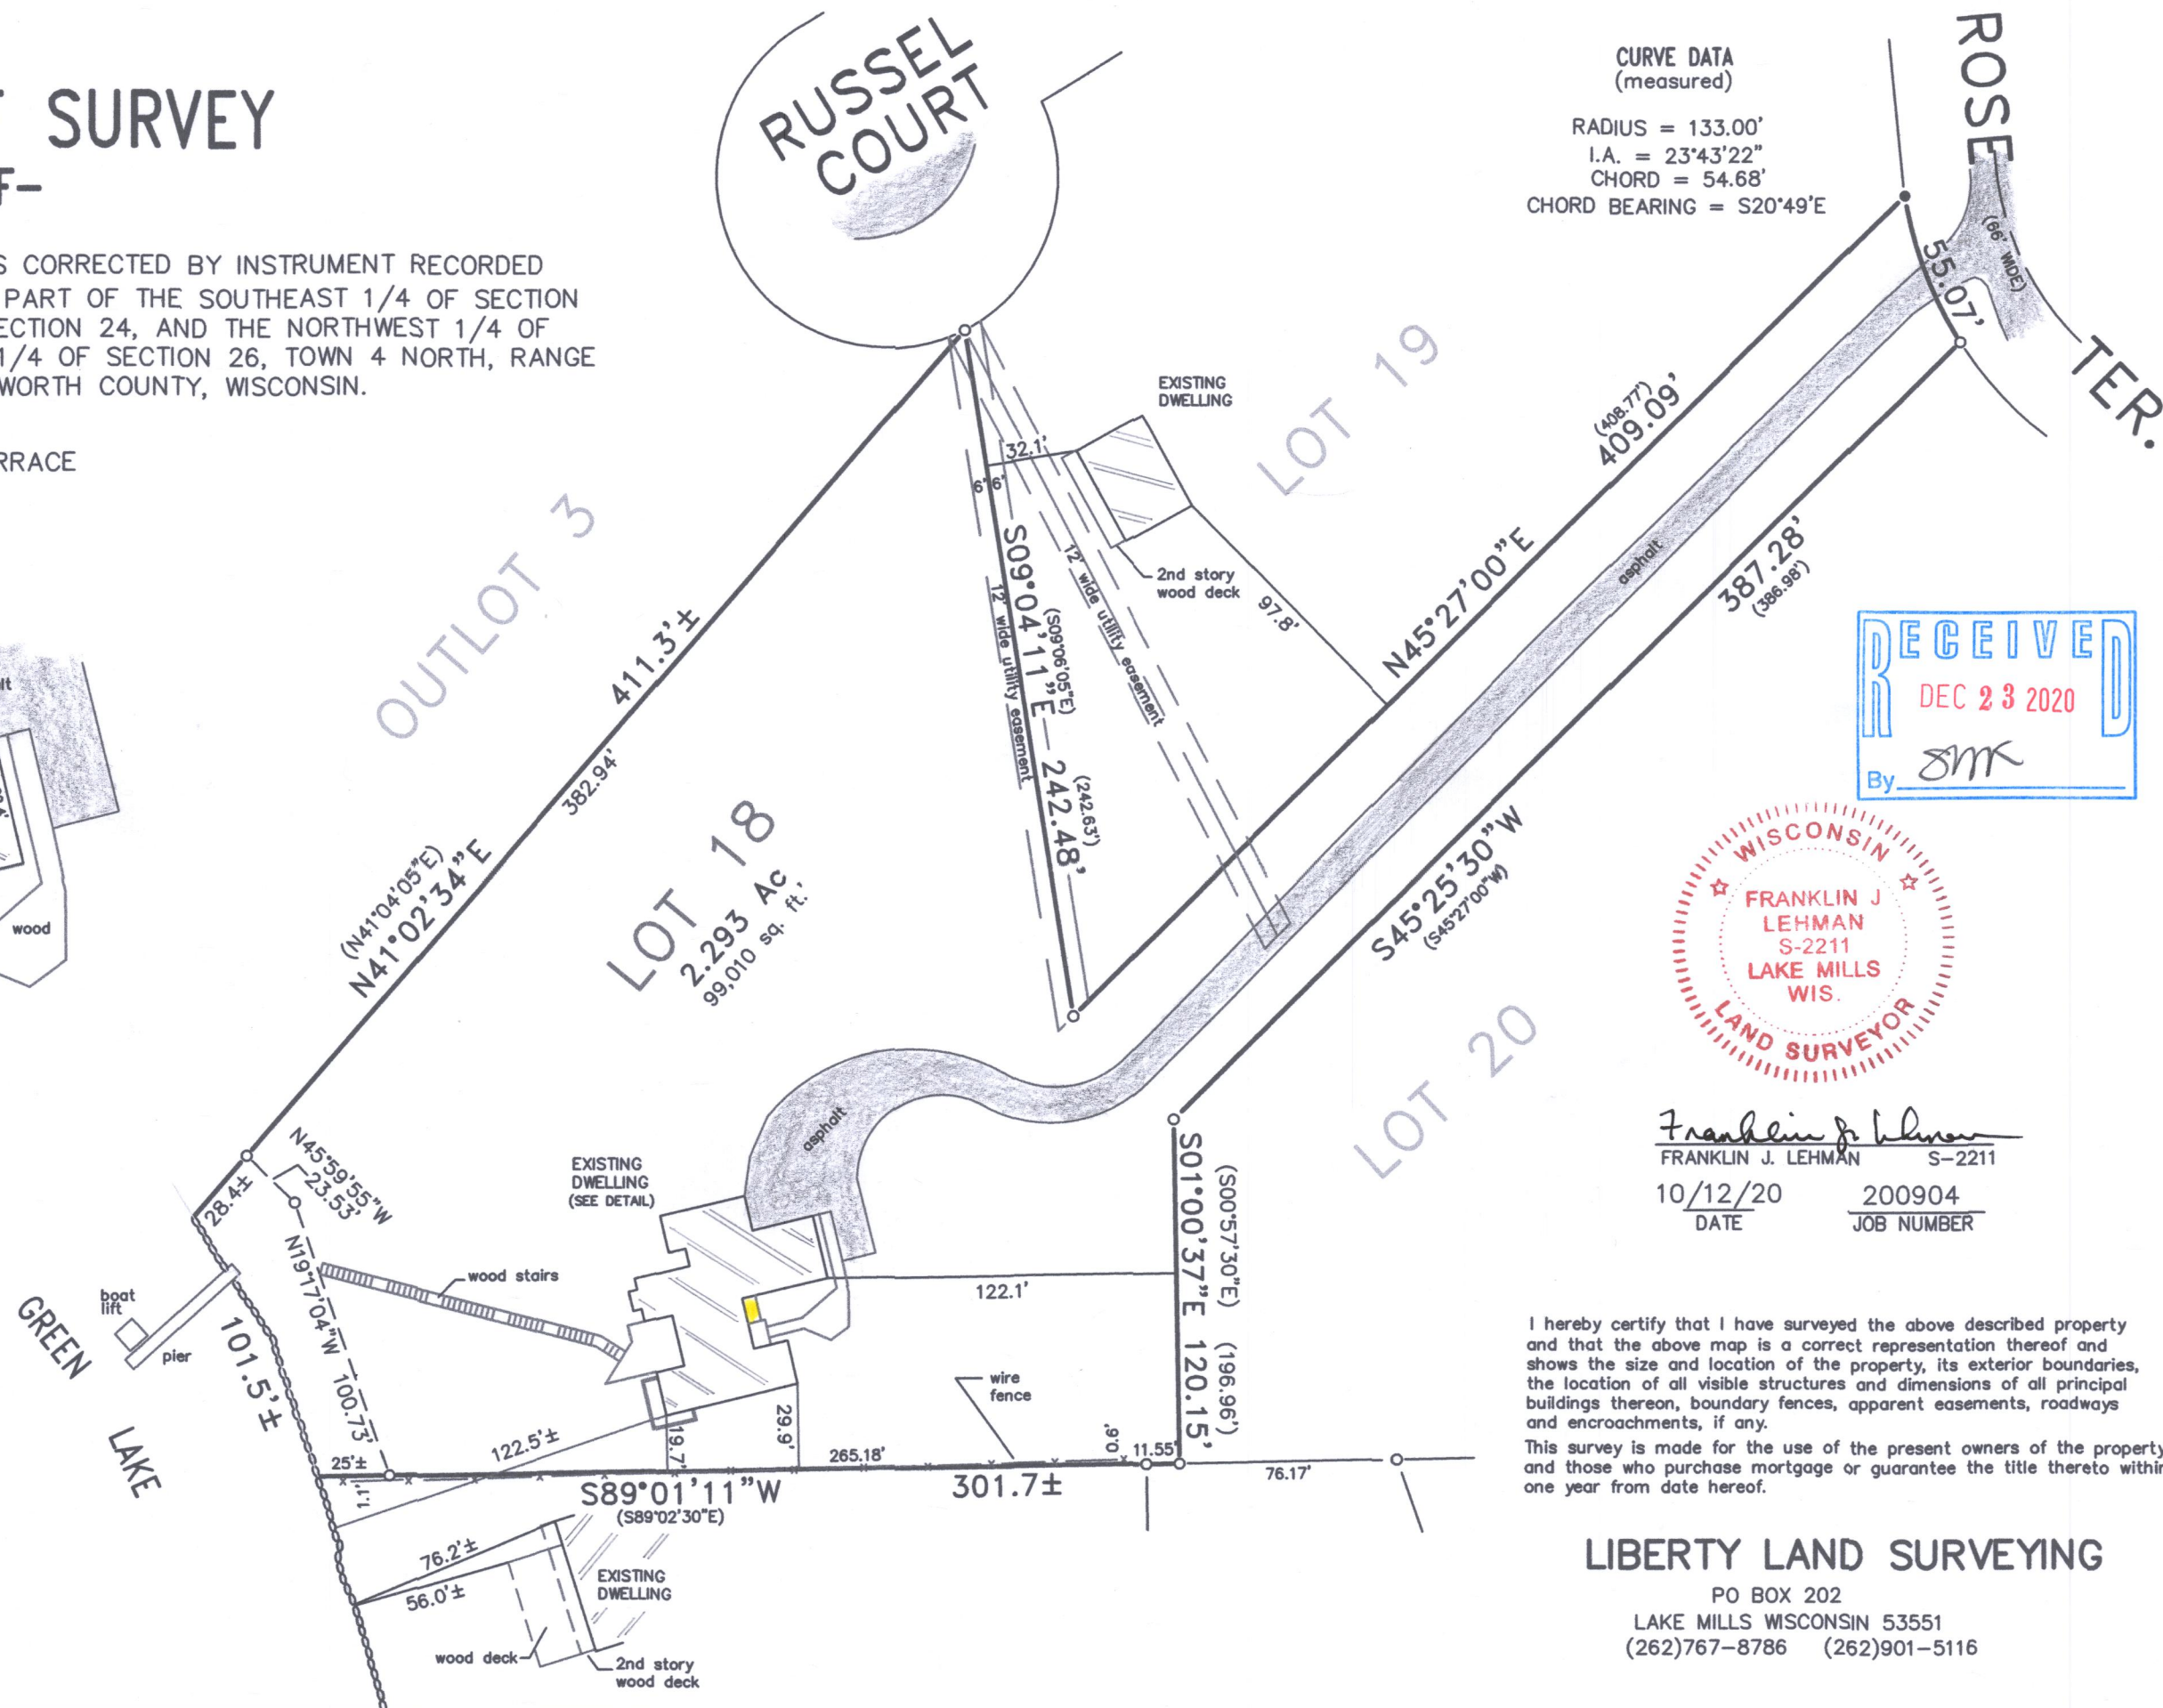 SURVEY
S CORRECTED BY INSTRUMENT RECORDED
PART OF THE SOUTHEAST 1/4 OF SECTION
ECTION 24, AND THE NORTHWEST 1/4 OF
1/4 OF SECTION 26, TOWN 4 NORTH, RANGE
WORTH COUNTY, WISCONSIN.
RRACE
RUSSEL
COURT
CURVE DATA
(measured)
RADIUS = 133.00'
I.A. = 23°43'22"
CHORD = 54.68'
CHORD BEARING = S20°49'E
ROSE
TER.
(66' WIDE)
55.07'
LOT 19
EXISTING
DWELLING
32.1'
6' 6'
2nd story
wood deck
97.8'
12' wide utility easement
12' wide utility easement
S09°04'11"E 242.48'
(S09°06'05"E)
(242.63')
(408.77')
409.09'
N45°27'00"E
asphalt
387.28'
(386.98')
S45°25'30"W
(S45°27'00"W)
OUTLOT 3
411.3'±
382.94'
(N41°04'05"E)
N41°02'34"E
LOT 18
2.293 Ac
99,010 sq. ft.'
wood
RECEIVED
DEC 23 2020
By SMK
WISCONSIN
FRANKLIN J
LEHMAN
S-2211
LAKE MILLS
WIS.
LAND SURVEYOR
Franklin J. Lehman
FRANKLIN J. LEHMAN S-2211
10/12/20 200904
DATE JOB NUMBER
LOT 20
asphalt
EXISTING
DWELLING
(SEE DETAIL)
N45°59'55"W
23.53'
28.4±
N19°17'04"W 100.73'
wood stairs
boat
lift
pier
GREEN
LAKE
101.5'±
122.1'
S01°00'37"E 120.15'
(S00°57'30"E) (196.96')
wire
fence
29.9'
19.7'
122.5'±
25'±
1.1'
265.18'
0.9'
11.55'
76.17'
S89°01'11"W
(S89°02'30"E)
301.7±
76.2'±
56.0'±
EXISTING
DWELLING
wood deck
2nd story
wood deck
I hereby certify that I have surveyed the above described property
and that the above map is a correct representation thereof and
shows the size and location of the property, its exterior boundaries,
the location of all visible structures and dimensions of all principal
buildings thereon, boundary fences, apparent easements, roadways
and encroachments, if any.
This survey is made for the use of the present owners of the property
and those who purchase mortgage or guarantee the title thereto within
one year from date hereof.
LIBERTY LAND SURVEYING
PO BOX 202
LAKE MILLS WISCONSIN 53551
(262)767-8786 (262)901-5116